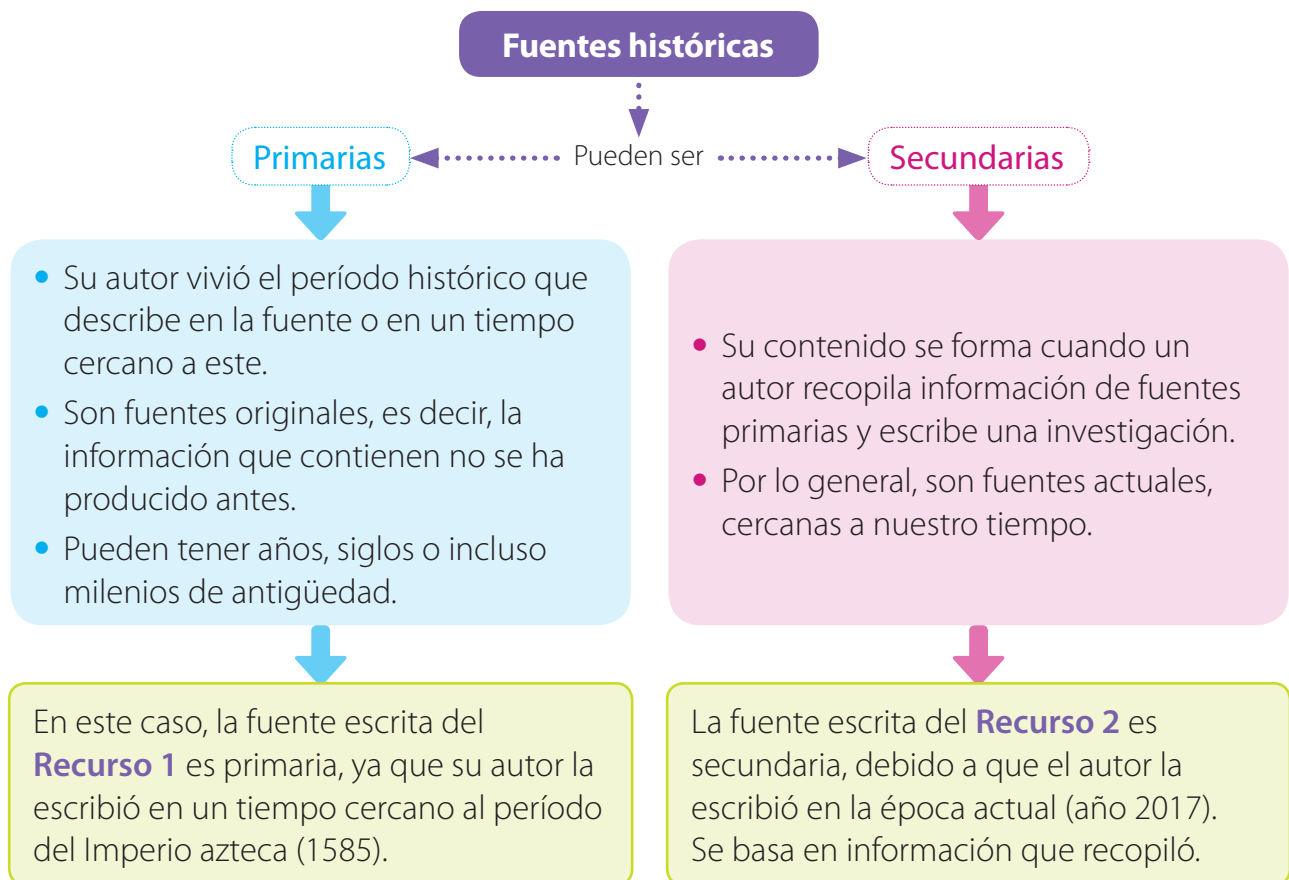 Fuentes históricas
Primarias
Pueden ser
Secundarias
• Su autor vivió el período histórico que
describe en la fuente o en un tiempo
cercano a este.
• Son fuentes originales, es decir, la
información que contienen no se ha
producido antes.
• Pueden tener años, siglos o incluso
milenios de antigüedad.
• Su contenido se forma cuando un
autor recopila información de fuentes
primarias y escribe una investigación.
• Por lo general, son fuentes actuales,
cercanas a nuestro tiempo.
En este caso, la fuente escrita del
Recurso 1 es primaria, ya que su autor la
escribió en un tiempo cercano al período
del Imperio azteca (1585).
La fuente escrita del Recurso 2 es
secundaria, debido a que el autor la
escribió en la época actual (año 2017).
Se basa en información que recopiló.